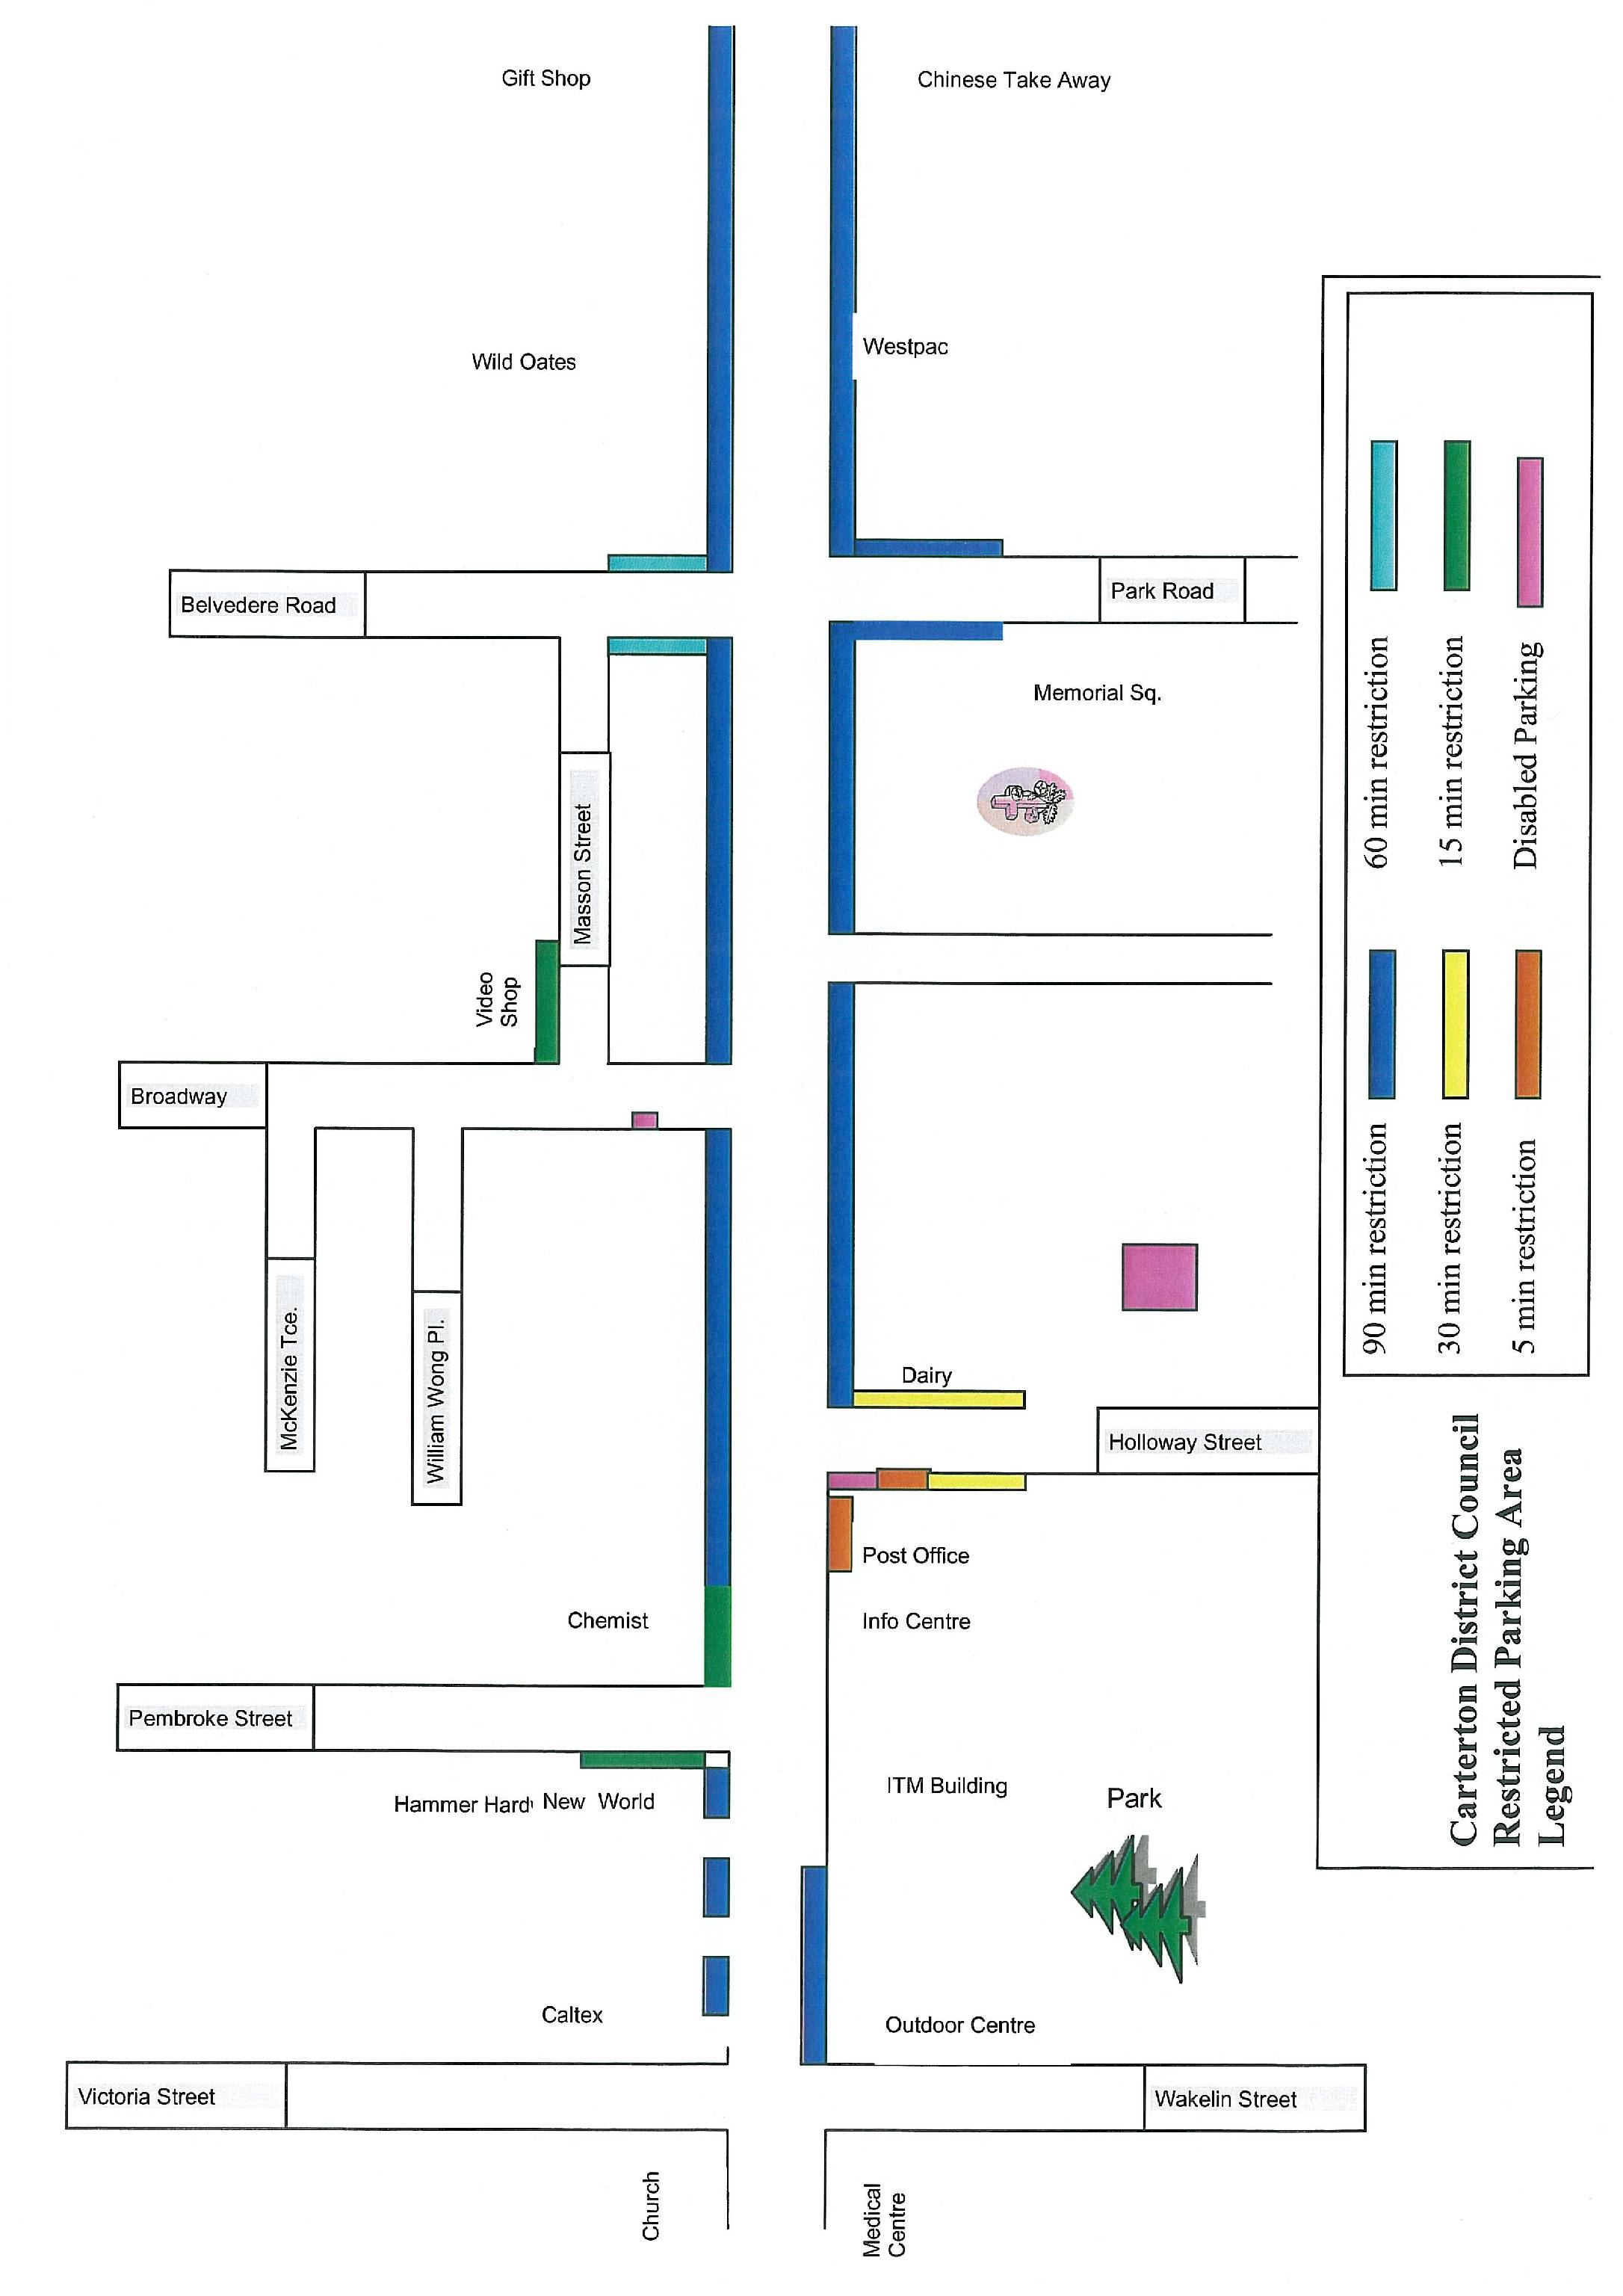 Gift Shop
Chinese Take Away
Wild Oates
Westpac
Belvedere Road
Park Road
Memorial Sq.
Masson Street
Video
Shop
Broadway
McKenzie Tce.
William Wong Pl.
Dairy
Holloway Street
Post Office
Chemist
Info Centre
Pembroke Street
Hammer Hard
New World
ITM Building
Park
Caltex
Outdoor Centre
Victoria Street
Wakelin Street
Church
Medical
Centre
Carterton District Council
Restricted Parking Area
Legend
90 min restriction
60 min restriction
30 min restriction
15 min restriction
5 min restriction
Disabled Parking